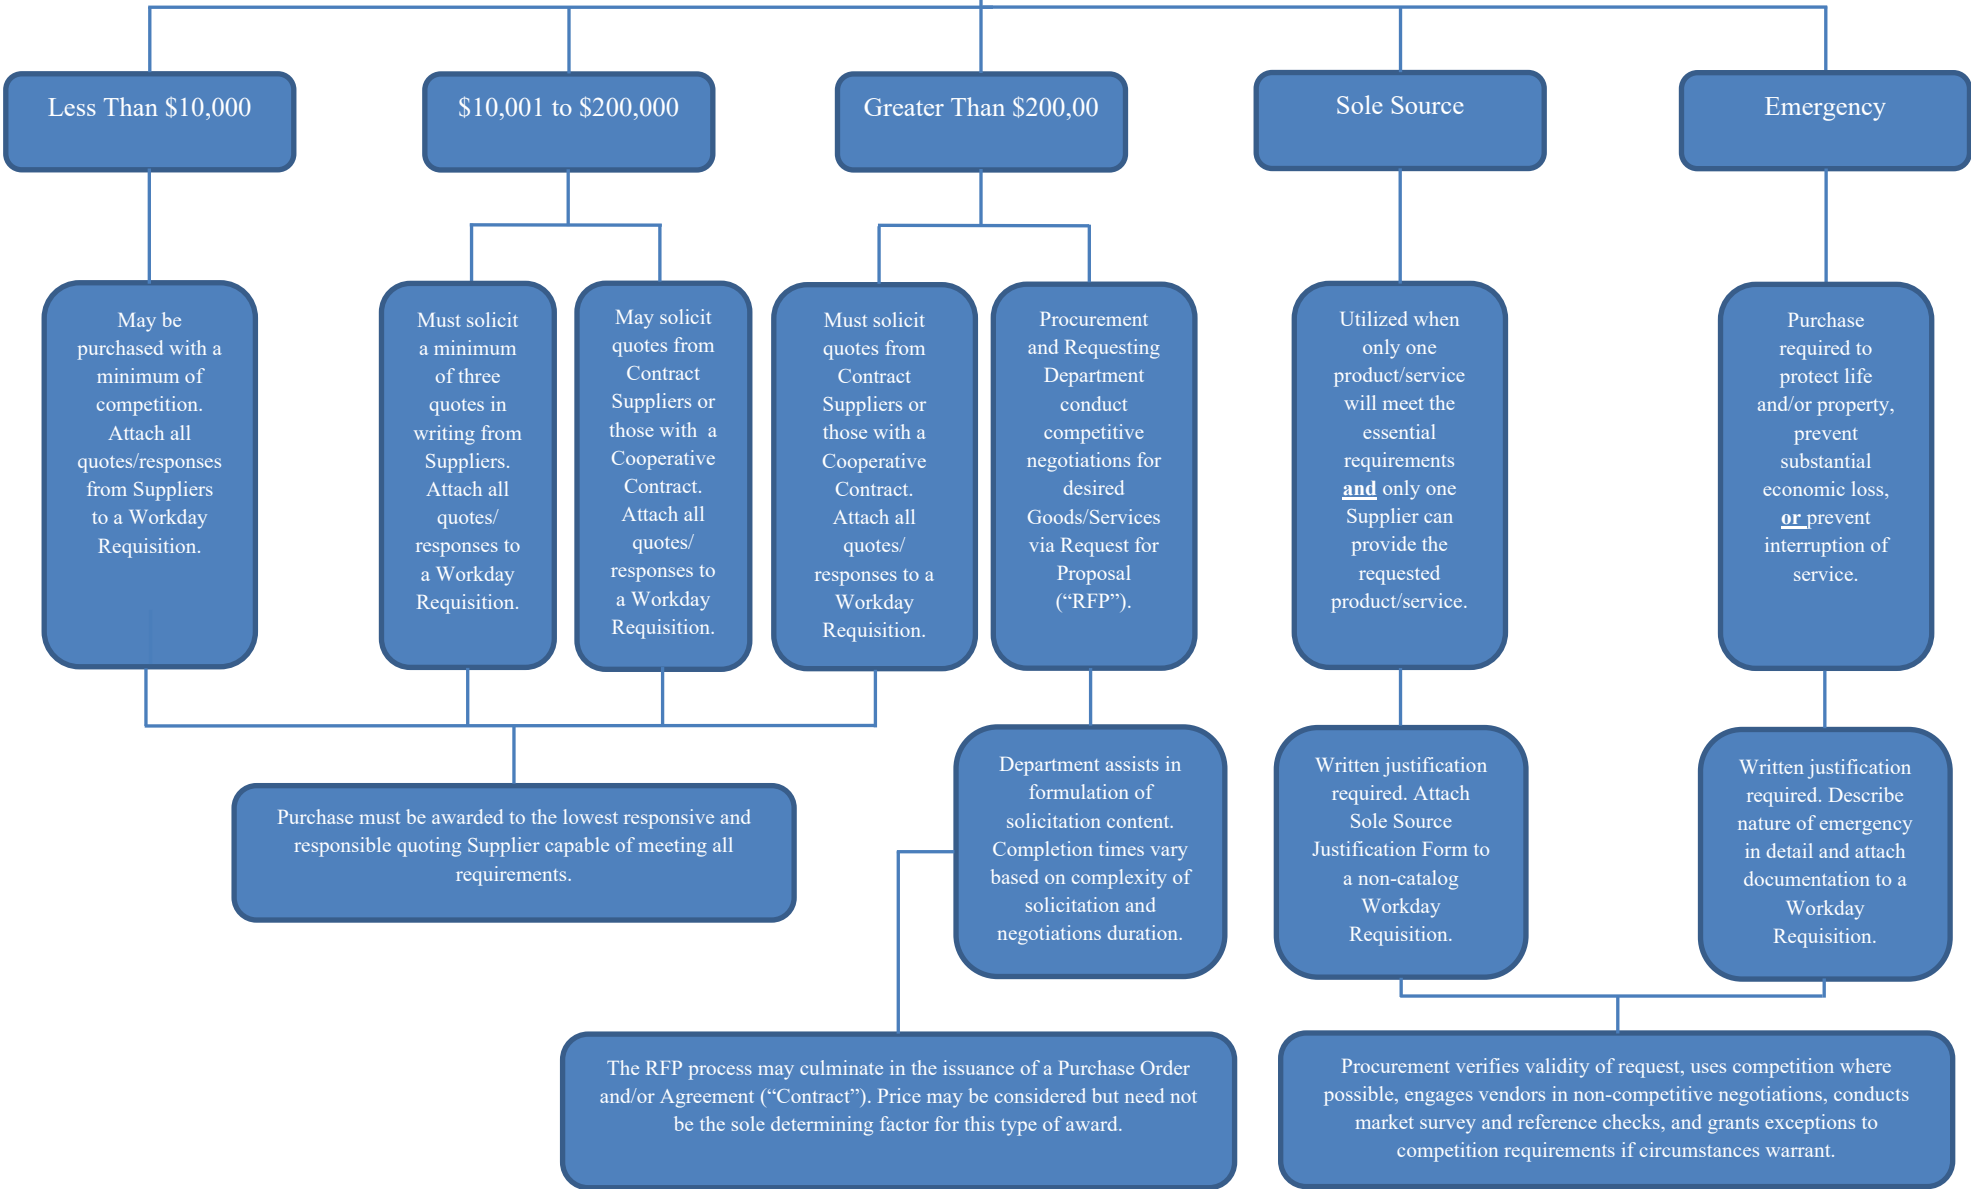 Less Than $10,000
$10,001 to $200,000
Greater Than $200,00
Sole Source
Emergency
May be
purchased with a
minimum of
competition.
Attach all
quotes/responses
from Suppliers
to a Workday
Requisition.
Must solicit
a minimum
of three
quotes in
writing from
Suppliers.
Attach all
quotes/
responses to
a Workday
Requisition.
May solicit
quotes from
Contract
Suppliers or
those with a
Cooperative
Contract.
Attach all
quotes/
responses to
a Workday
Requisition.
Must solicit
quotes from
Contract
Suppliers or
those with a
Cooperative
Contract.
Attach all
quotes/
responses to a
Workday
Requisition.
Procurement
and Requesting
Department
conduct
competitive
negotiations for
desired
Goods/Services
via Request for
Proposal
(“RFP”).
Utilized when
only one
product/service
will meet the
essential
requirements
and only one
Supplier can
provide the
requested
product/service.
Purchase
required to
protect life
and/or property,
prevent
substantial
economic loss,
or prevent
interruption of
service.
Purchase must be awarded to the lowest responsive and
responsible quoting Supplier capable of meeting all
requirements.
Department assists in
formulation of
solicitation content.
Completion times vary
based on complexity of
solicitation and
negotiations duration.
Written justification
required. Attach
Sole Source
Justification Form to
a non-catalog
Workday
Requisition.
Written justification
required. Describe
nature of emergency
in detail and attach
documentation to a
Workday
Requisition.
The RFP process may culminate in the issuance of a Purchase Order
and/or Agreement (“Contract”). Price may be considered but need not
be the sole determining factor for this type of award.
Procurement verifies validity of request, uses competition where
possible, engages vendors in non-competitive negotiations, conducts
market survey and reference checks, and grants exceptions to
competition requirements if circumstances warrant.